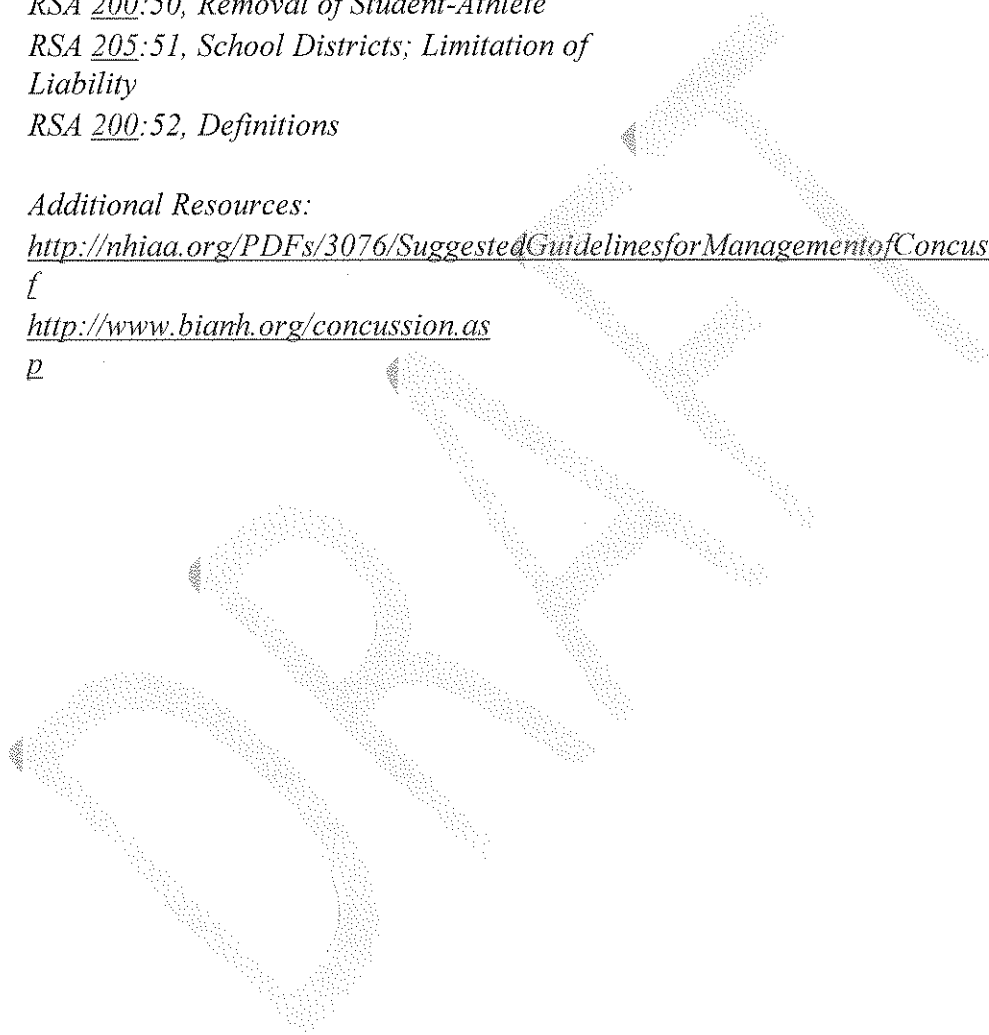 RSA 200:50, Removal of Student-Athlete
RSA 205:51, School Districts; Limitation of
Liability
RSA 200:52, Definitions
Additional Resources:
http://nhiaa.org/PDFs/3076/SuggestedGuidelinesforManagementofConcus
f
http://www.bianh.org/concussion.as
p
DRAFT